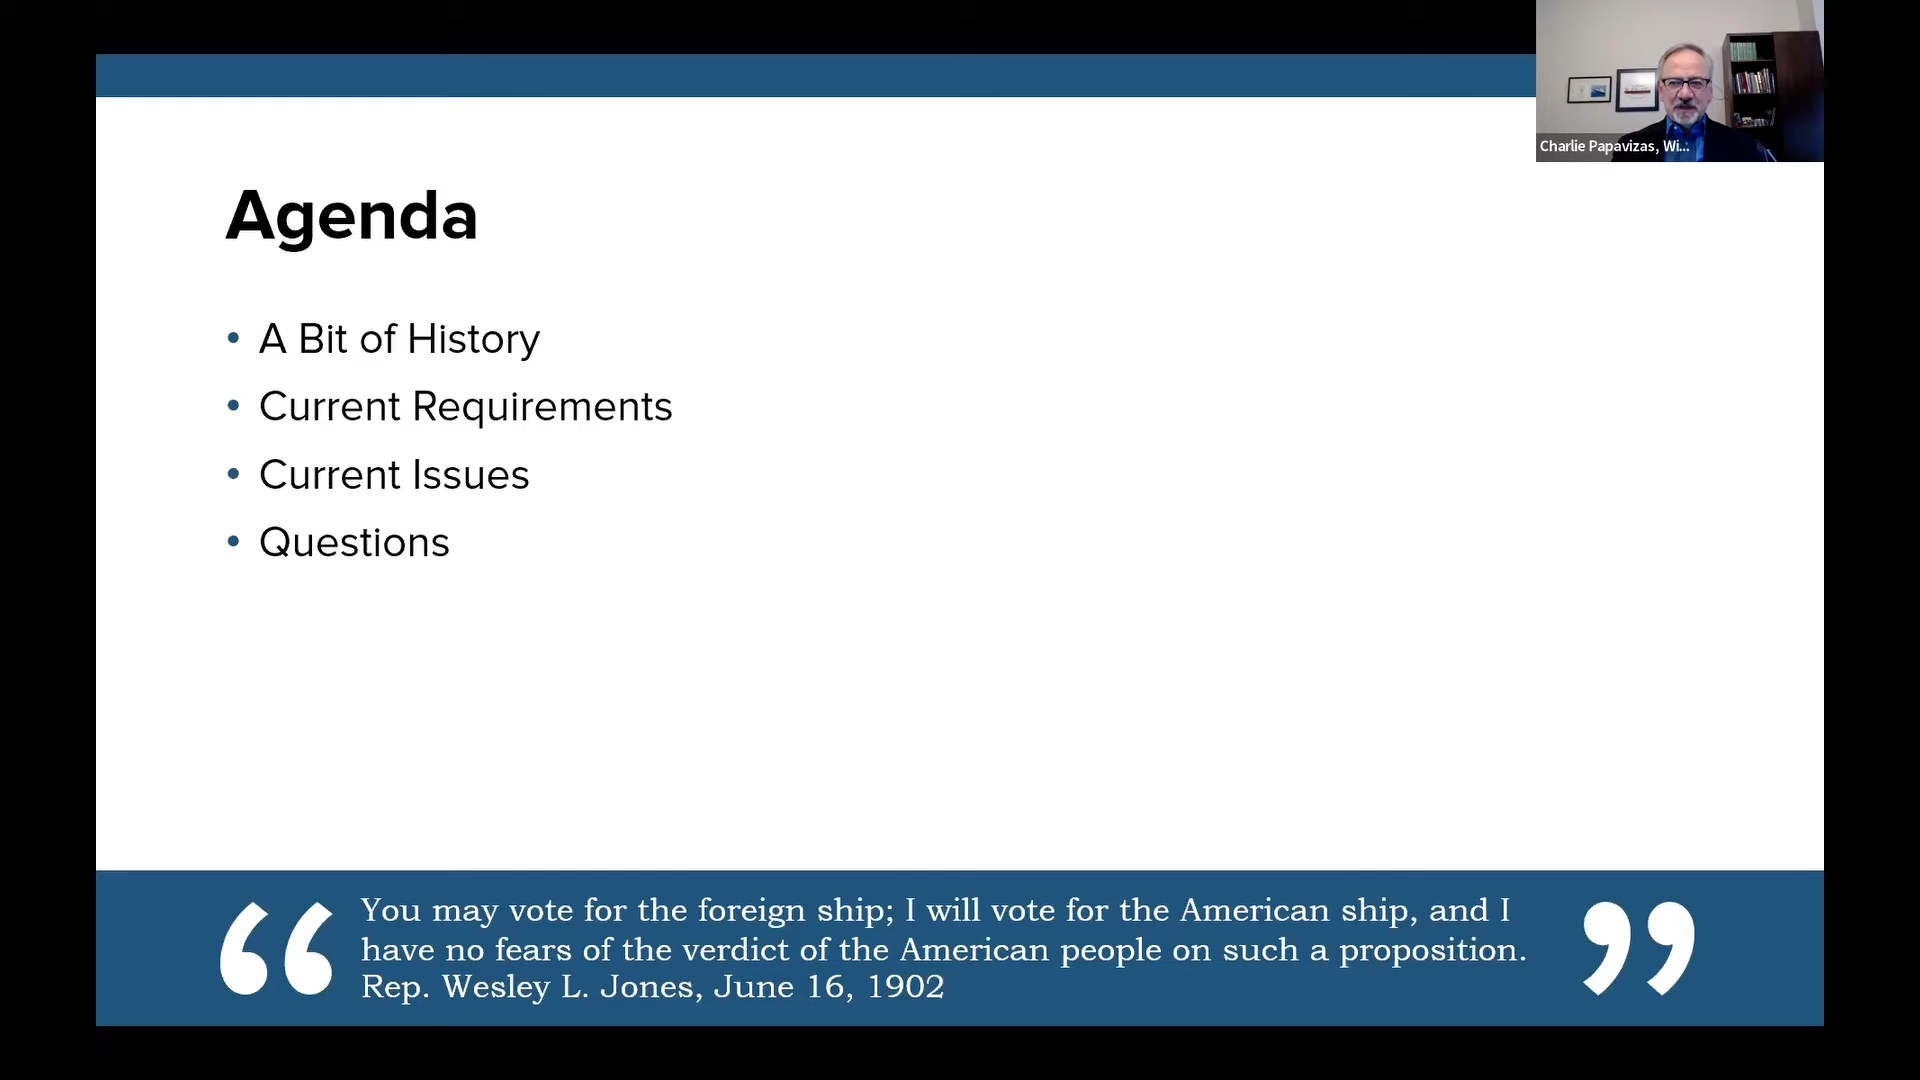 Charlie Papavizas, Wi...
Agenda
• A Bit of History
• Current Requirements
• Current Issues
• Questions
“You may vote for the foreign ship; I will vote for the American ship, and I
have no fears of the verdict of the American people on such a proposition.”
Rep. Wesley L. Jones, June 16, 1902